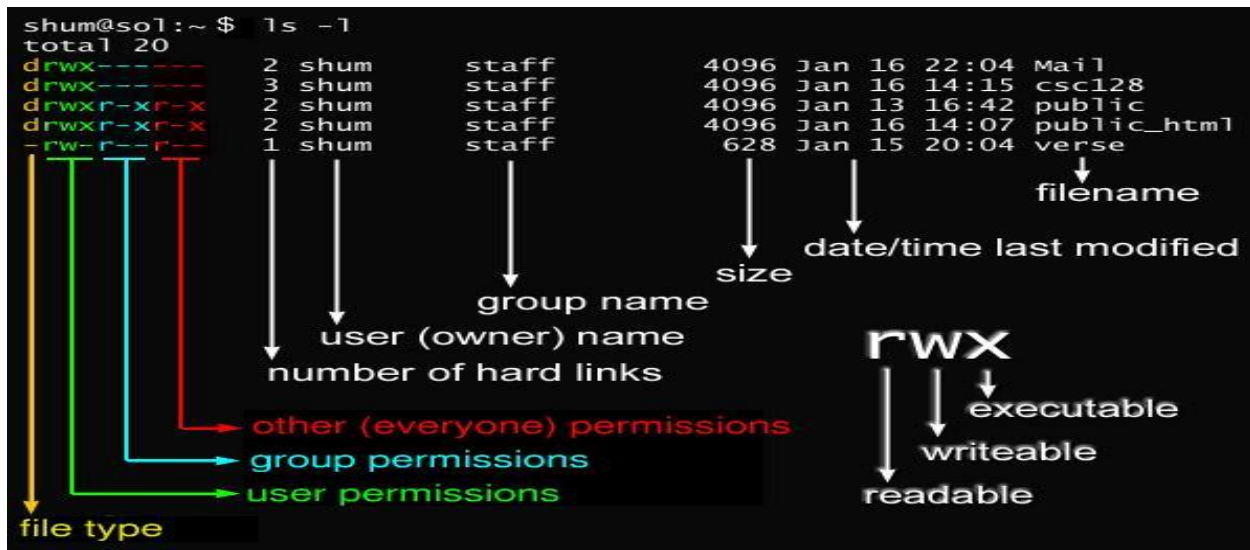 shum@sol:~$ ls -l
total 20
drwx------ 2 shum staff 4096 Jan 16 22:04 Mail
drwx------ 3 shum staff 4096 Jan 16 14:15 csc128
drwxr-xr-x 2 shum staff 4096 Jan 13 16:42 public
drwxr-xr-x 2 shum staff 4096 Jan 16 14:07 public_html
-rw-r--r-- 1 shum staff 628 Jan 15 20:04 verse
filename
date/time last modified
size
group name
user (owner) name
number of hard links
rwx
executable
writeable
readable
other (everyone) permissions
group permissions
user permissions
file type